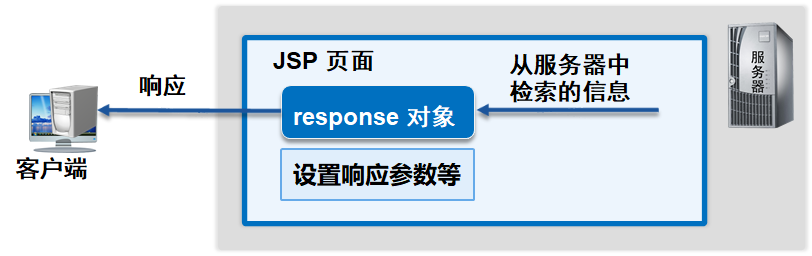 JSP 页面
从服务器中
检索的信息
响应
response 对象
设置响应参数等
客户端
服务器